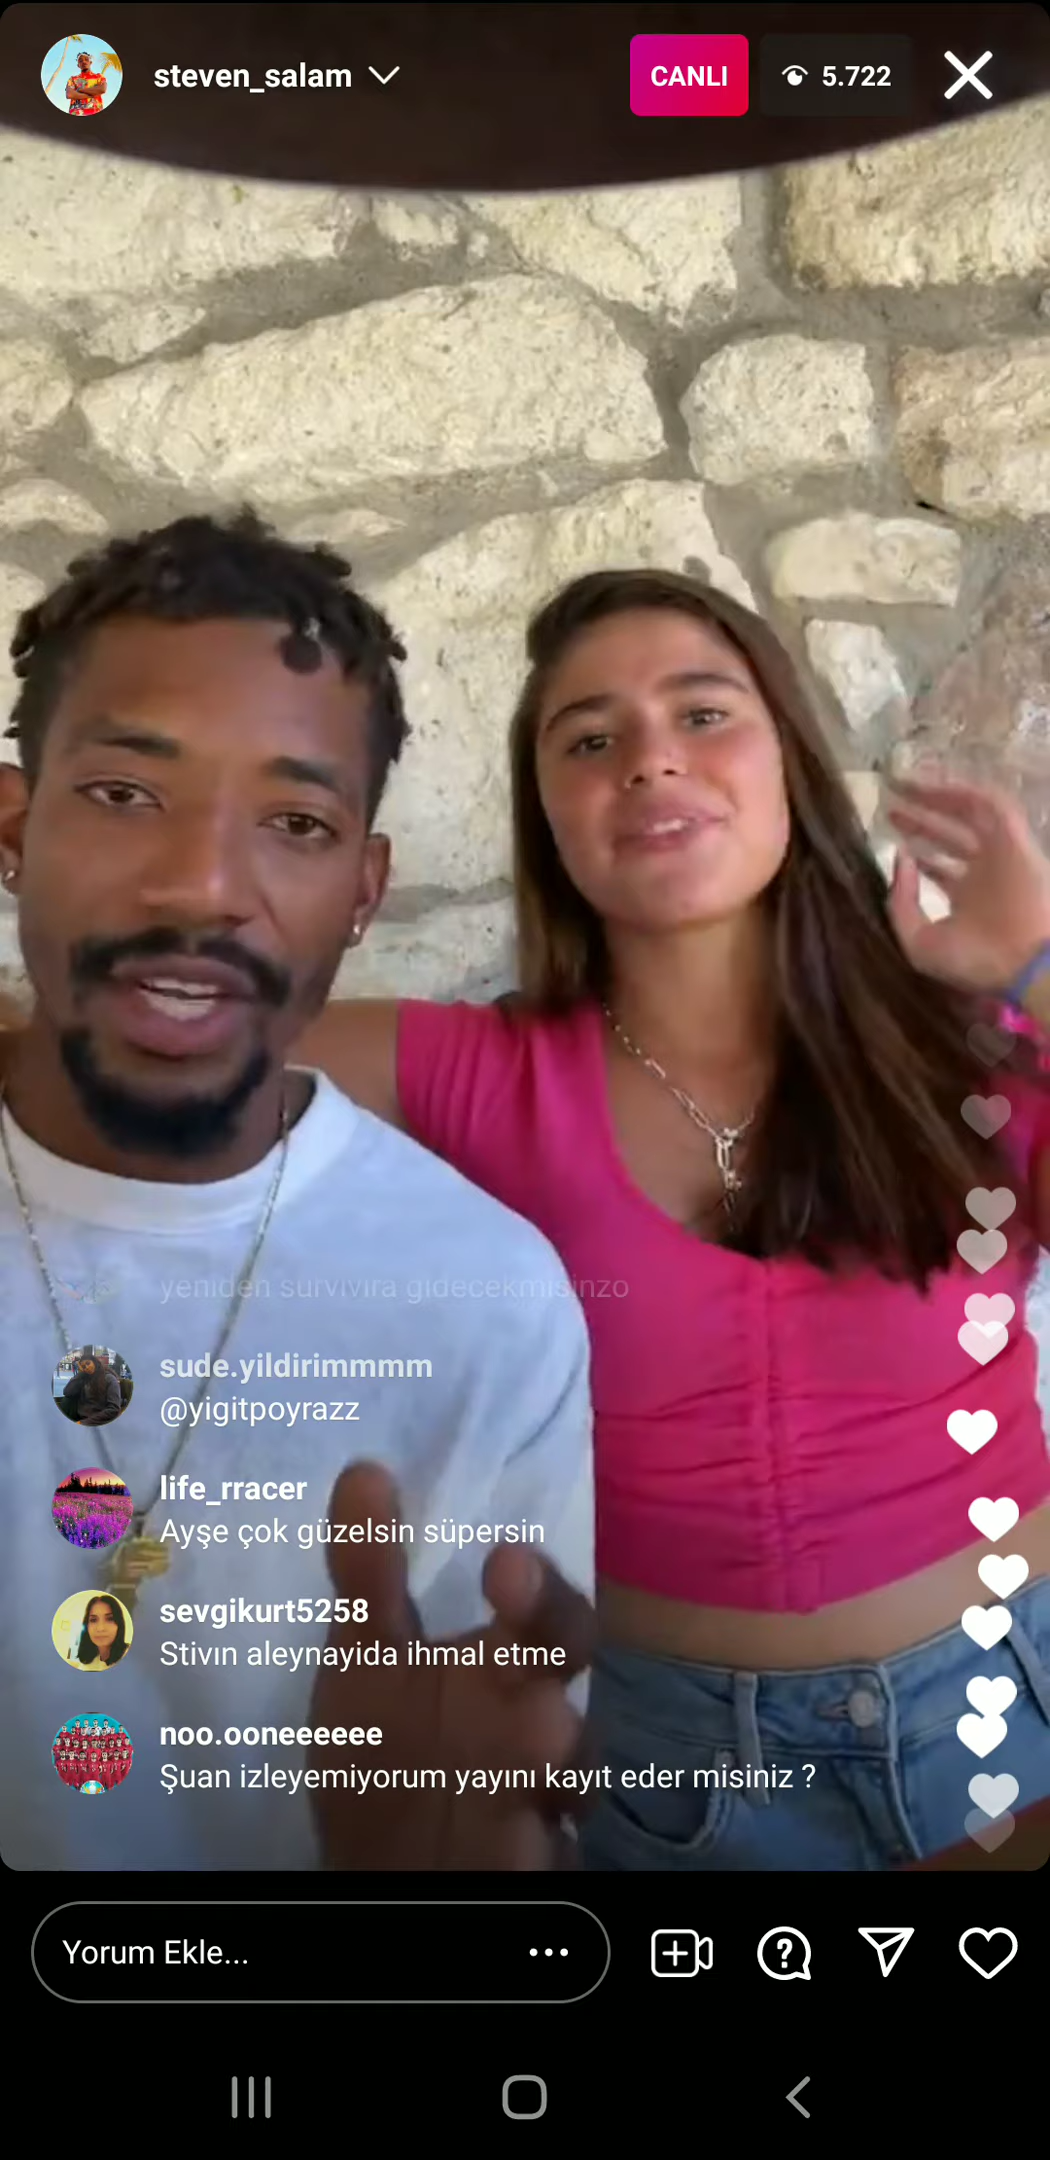 steven_salam
CANLI
5.722
yeniden survivıra gidecekmisinzo
sude.yildirimmmm
@yigitpoyrazz
life_rracer
Ayşe çok güzelsin süpersin
sevgikurt5258
Stivın aleynayida ihmal etme
noo.ooneeeeee
Şuan izleyemiyorum yayını kayıt eder misiniz ?
Yorum Ekle...